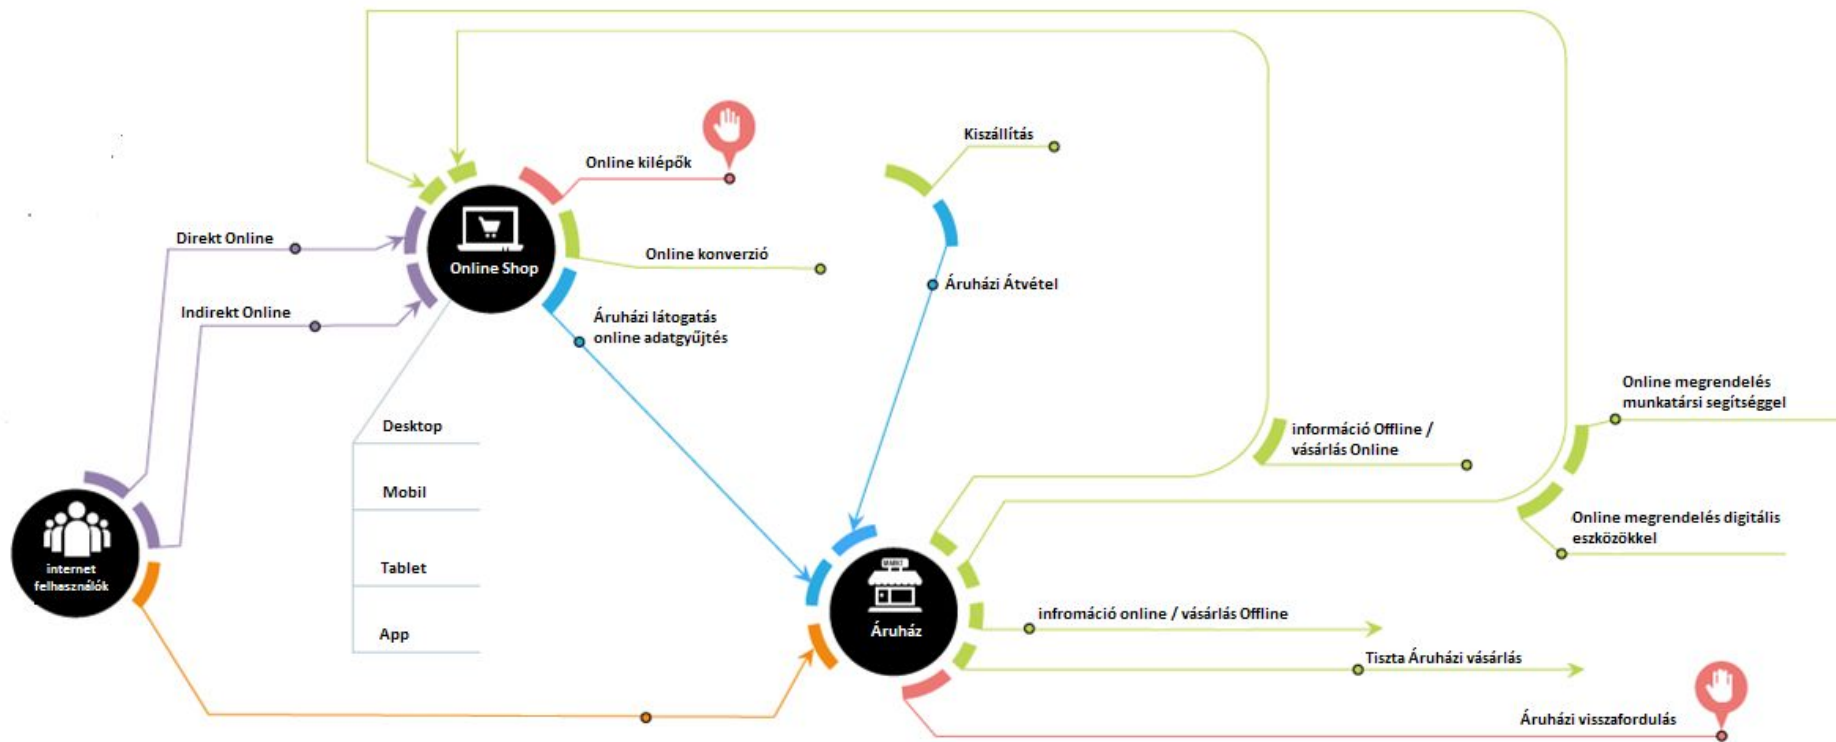 Online kilépők
Kiszállítás
Direkt Online
Online Shop
Online konverzió
Áruházi Átvétel
Indirekt Online
Áruházi látogatás
online adatgyűjtés
Desktop
Mobil
Tablet
App
internet
felhasználók
Online megrendelés
munkatársi segítséggel
információ Offline /
vásárlás Online
Online megrendelés digitális
eszközökkel
MARKT
Áruház
infromáció online / vásárlás Offline
Tiszta Áruházi vásárlás
Áruházi visszafordulás